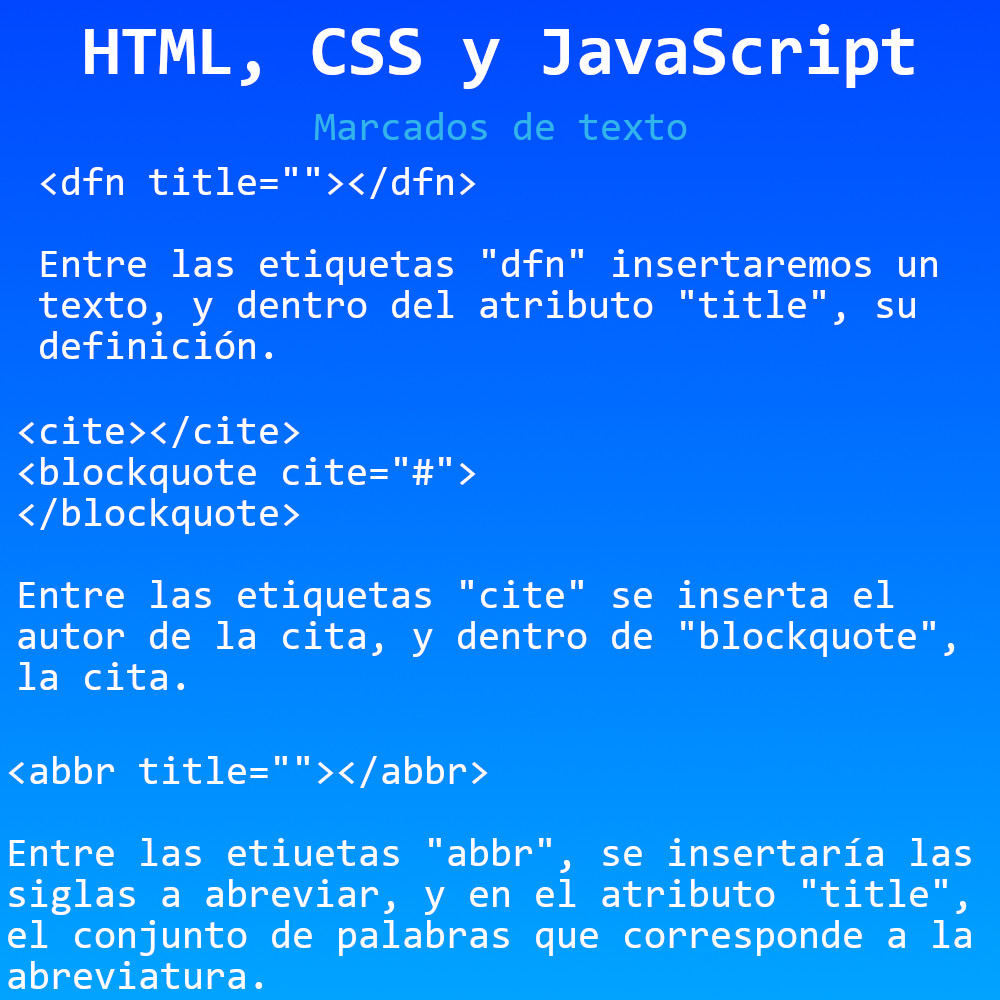 HTML, CSS y JavaScript
Marcados de texto
<dfn title=""></dfn>
Entre las etiquetas "dfn" insertaremos un
texto, y dentro del atributo "title", su
definición.
<cite></cite>
<blockquote cite="#">
</blockquote>
Entre las etiquetas "cite" se inserta el
autor de la cita, y dentro de "blockquote",
la cita.
<abbr title=""></abbr>
Entre las etiuetas "abbr", se insertaría las
siglas a abreviar, y en el atributo "title",
el conjunto de palabras que corresponde a la
abreviatura.